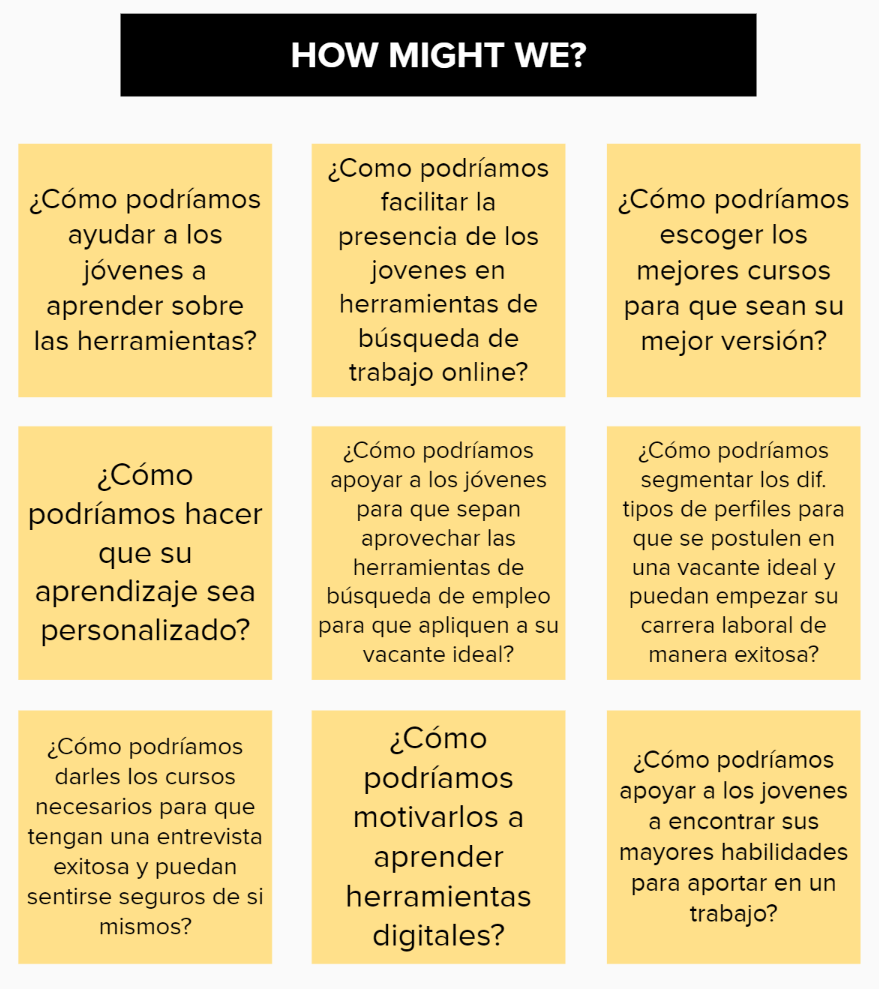 HOW MIGHT WE?
¿Cómo podríamos
ayudar a los
jóvenes a
aprender sobre
las herramientas?
¿Como podríamos
facilitar la
presencia de los
jovenes en
herramientas de
búsqueda de
trabajo online?
¿Cómo podríamos
escoger los
mejores cursos
para que sean su
mejor versión?
¿Cómo
podríamos hacer
que su
aprendizaje sea
personalizado?
¿Cómo podríamos
apoyar a los jóvenes
para que sepan
aprovechar las
herramientas de
búsqueda de empleo
para que apliquen a su
vacante ideal?
¿Cómo podríamos
segmentar los dif.
tipos de perfiles para
que se postulen en
una vacante ideal y
puedan empezar su
carrera laboral de
manera exitosa?
¿Cómo podríamos
darles los cursos
necesarios para que
tengan una entrevista
exitosa y puedan
sentirse seguros de si
mismos?
¿Cómo
podríamos
motivarlos a
aprender
herramientas
digitales?
¿Cómo podríamos
apoyar a los jovenes
a encontrar sus
mayores habilidades
para aportar en un
trabajo?